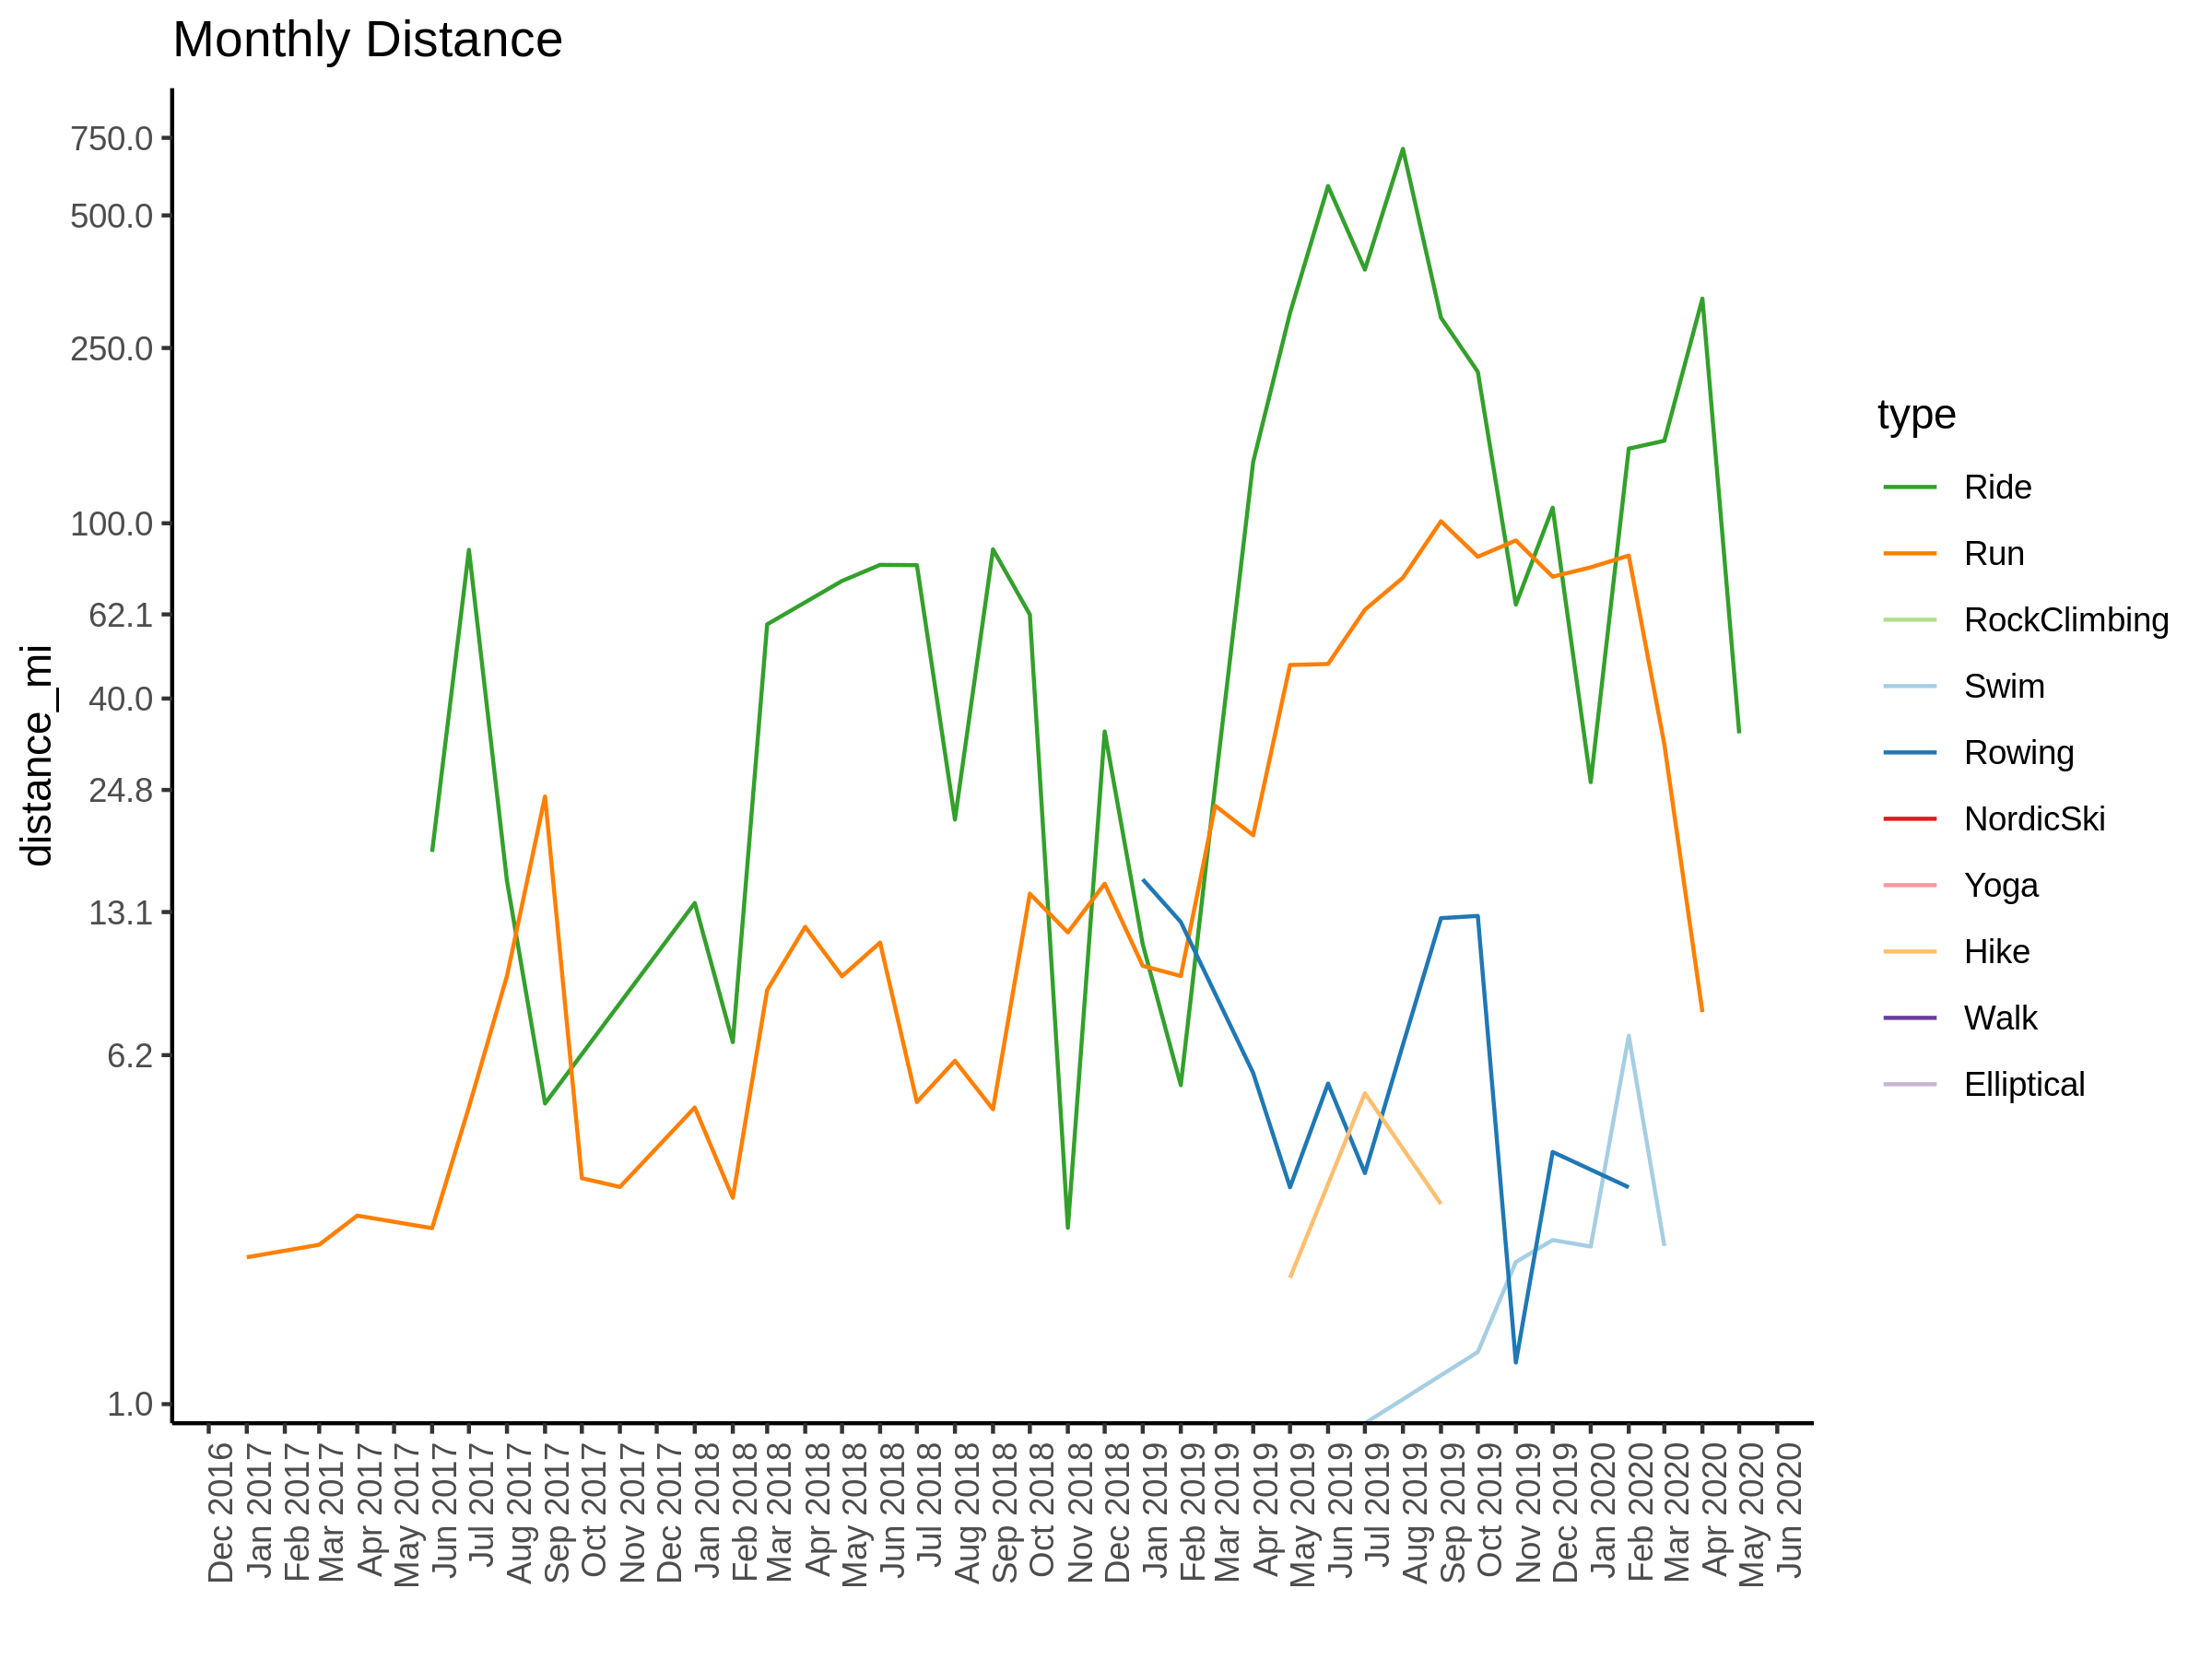 Monthly Distance
750.0
500.0
250.0
100.0
62.1
40.0
24.8
13.1
6.2
1.0
distance_mi
Dec 2016
Jan 2017
Feb 2017
Mar 2017
Apr 2017
May 2017
Jun 2017
Jul 2017
Aug 2017
Sep 2017
Oct 2017
Nov 2017
Dec 2017
Jan 2018
Feb 2018
Mar 2018
Apr 2018
May 2018
Jun 2018
Jul 2018
Aug 2018
Sep 2018
Oct 2018
Nov 2018
Dec 2018
Jan 2019
Feb 2019
Mar 2019
Apr 2019
May 2019
Jun 2019
Jul 2019
Aug 2019
Sep 2019
Oct 2019
Nov 2019
Dec 2019
Jan 2020
Feb 2020
Mar 2020
Apr 2020
May 2020
Jun 2020
type
Ride
Run
RockClimbing
Swim
Rowing
NordicSki
Yoga
Hike
Walk
Elliptical